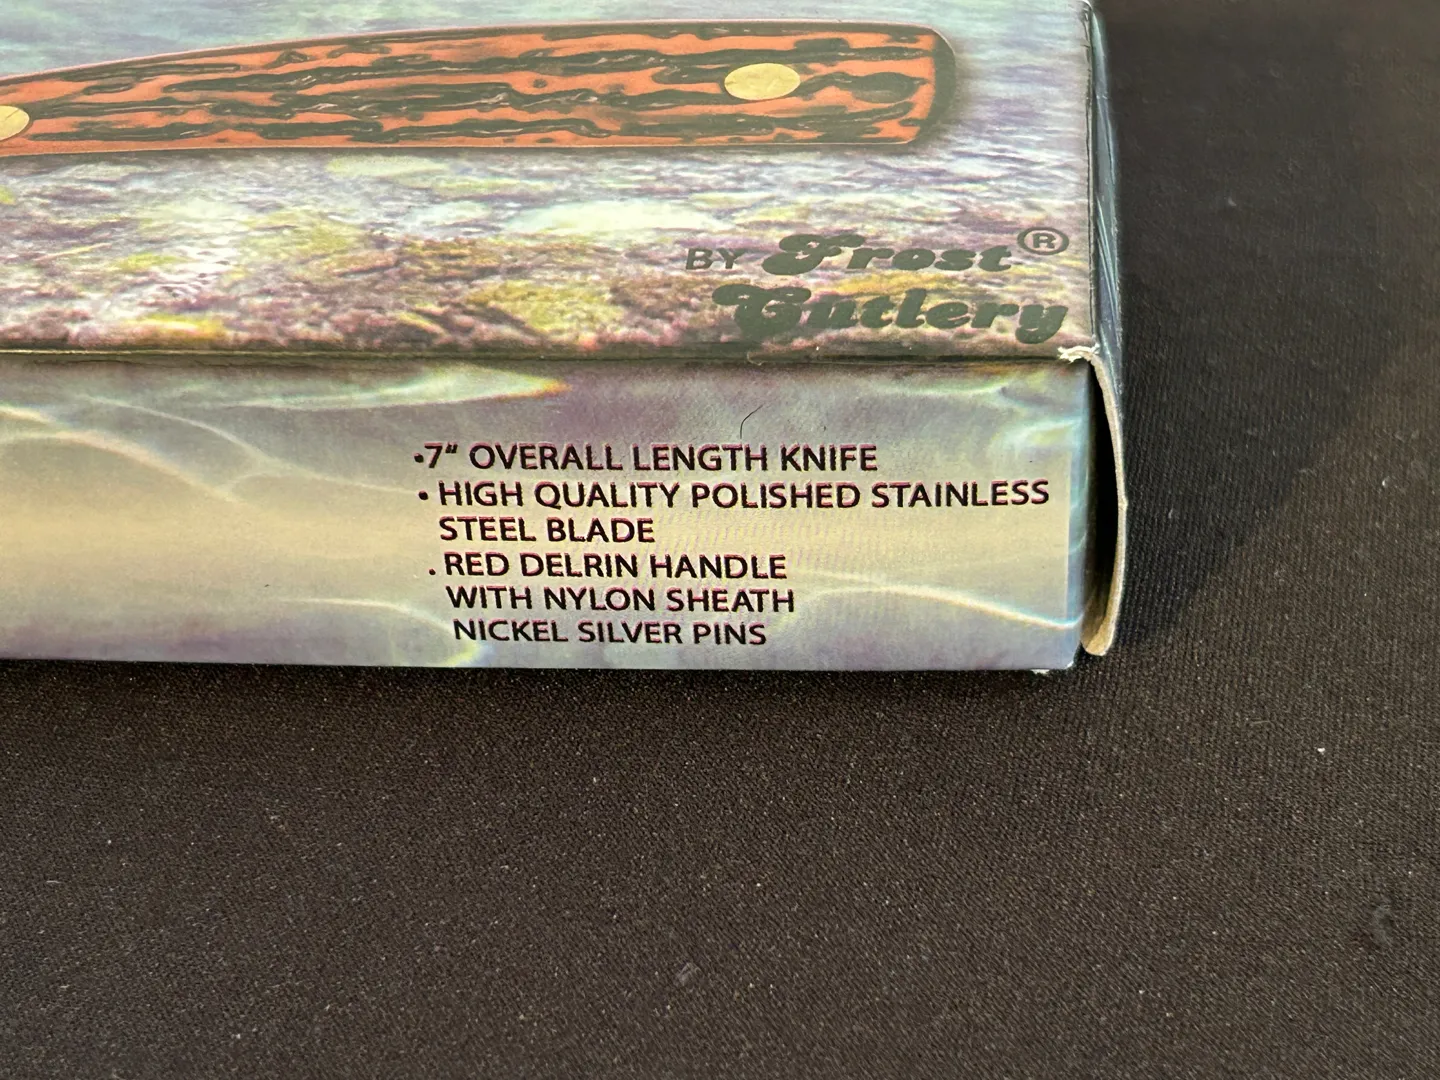 BY Frost®
Cutlery
•7" OVERALL LENGTH KNIFE
• HIGH QUALITY POLISHED STAINLESS
STEEL BLADE
. RED DELRIN HANDLE
WITH NYLON SHEATH
NICKEL SILVER PINS